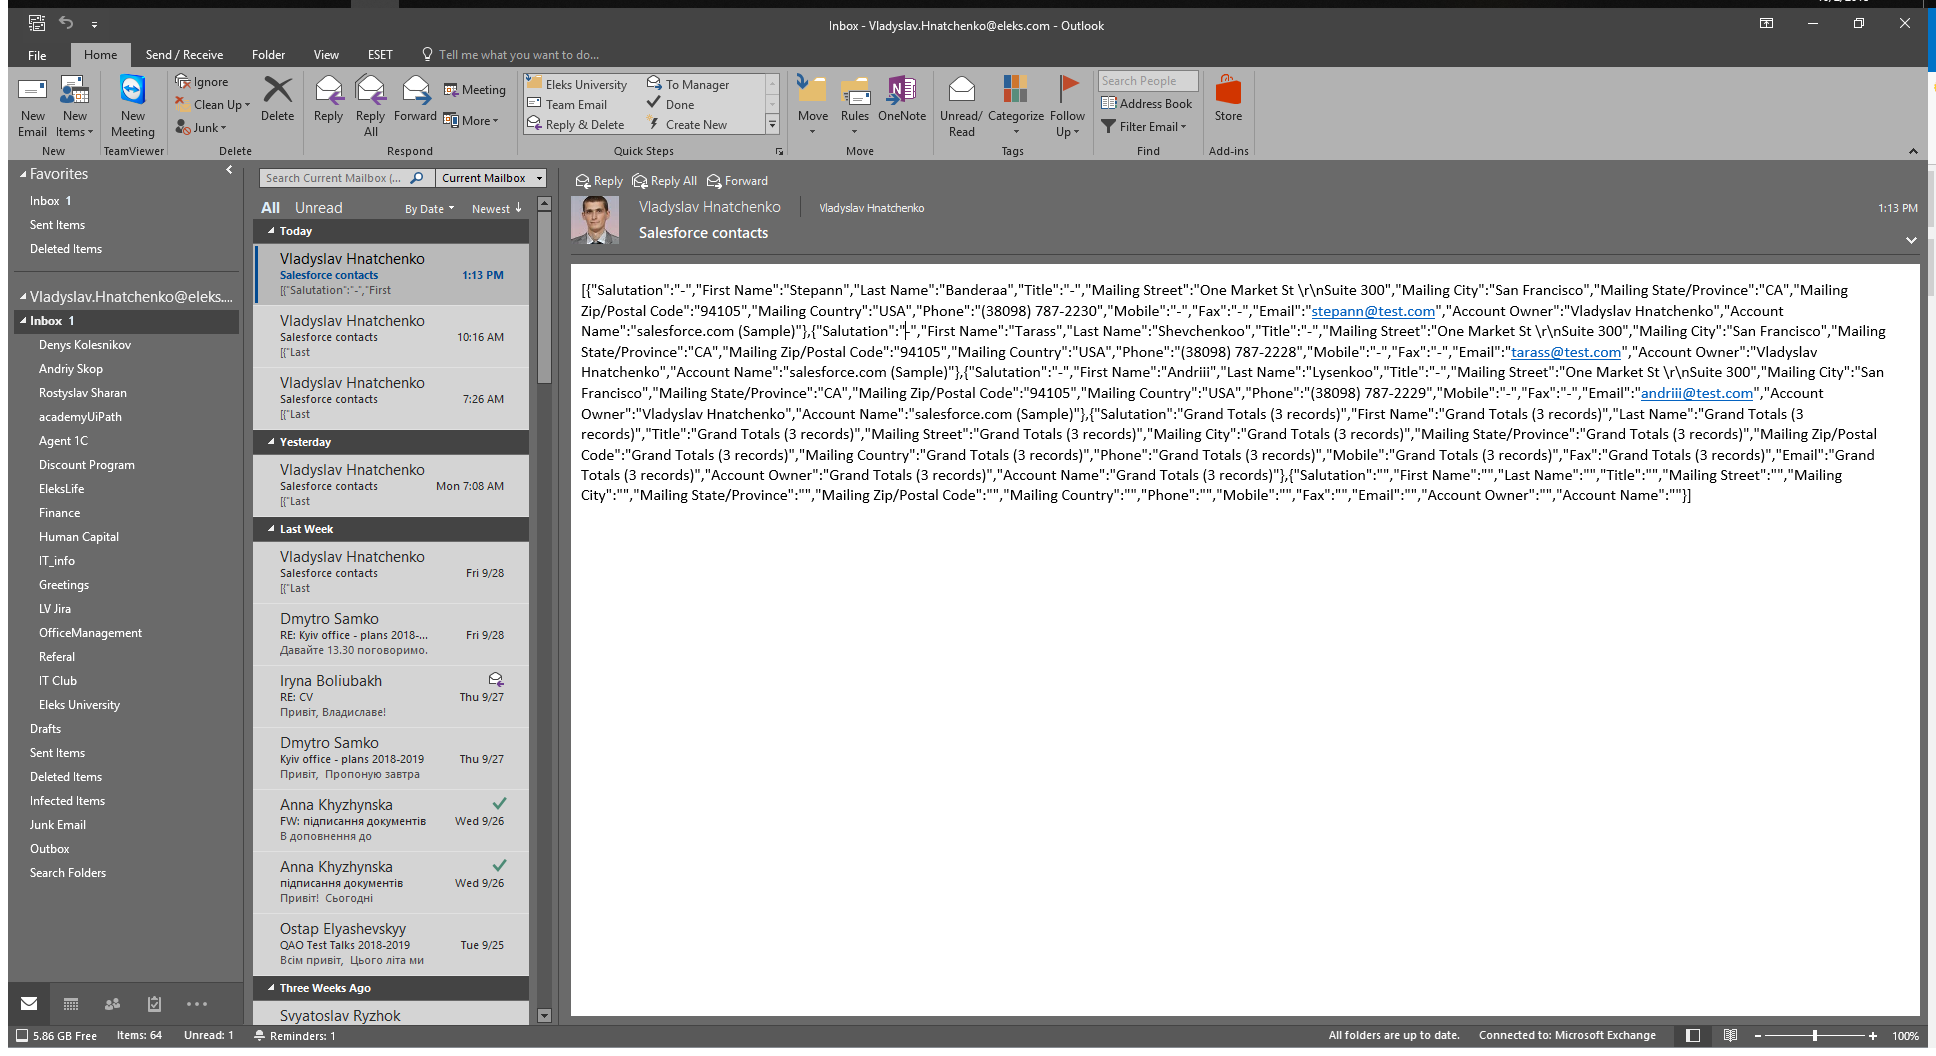 Inbox - Vladyslav.Hnatchenko@eleks.com - Outlook
File Home Send / Receive Folder View ESET Tell me what you want to do...
New Email
New Items
New
New Meeting
TeamViewer
Ignore
Clean Up
Junk
Delete
Delete
Reply
Reply All
Forward
Meeting
More
Respond
Eleks University
Team Email
Reply & Delete
To Manager
Done
Create New
Quick Steps
Move
Rules
OneNote
Move
Unread/ Read
Categorize
Follow Up
Tags
Search People
Address Book
Filter Email
Find
Store
Add-ins
Favorites
Inbox 1
Sent Items
Deleted Items
Vladyslav.Hnatchenko@eleks....
Inbox 1
Denys Kolesnikov
Andriy Skop
Rostyslav Sharan
academyUiPath
Agent 1C
Discount Program
EleksLife
Finance
Human Capital
IT_info
Greetings
LV Jira
OfficeManagement
Referal
IT Club
Eleks University
Drafts
Sent Items
Deleted Items
Infected Items
Junk Email
Outbox
Search Folders
Search Current Mailbox (... Current Mailbox
All Unread By Date Newest
Today
Vladyslav Hnatchenko
Salesforce contacts 1:13 PM
[{"Salutation":"-","First
Vladyslav Hnatchenko
Salesforce contacts 10:16 AM
[{"Last
Vladyslav Hnatchenko
Salesforce contacts 7:26 AM
[{"Last
Yesterday
Vladyslav Hnatchenko
Salesforce contacts Mon 7:08 AM
[{"Last
Last Week
Vladyslav Hnatchenko
Salesforce contacts Fri 9/28
[{"Last
Dmytro Samko
RE: Kyiv office - plans 2018-... Fri 9/28
Давайте 13.30 поговоримо.
Iryna Boliubakh
RE: CV Thu 9/27
Привіт, Владиславе!
Dmytro Samko
Kyiv office - plans 2018-2019 Thu 9/27
Привіт, Пропоную завтра
Anna Khyzhynska
FW: підписання документів Wed 9/26
В доповнення до
Anna Khyzhynska
підписання документів Wed 9/26
Привіт! Сьогодні
Ostap Elyashevskyy
QAO Test Talks 2018-2019 Tue 9/25
Всім привіт, Цього літа ми
Three Weeks Ago
Svyatoslav Ryzhok
Reply Reply All Forward
Vladyslav Hnatchenko Vladyslav Hnatchenko
1:13 PM
Salesforce contacts
[{"Salutation":"-","First Name":"Stepann","Last Name":"Banderaa","Title":"-","Mailing Street":"One Market St \r\nSuite 300","Mailing City":"San Francisco","Mailing State/Province":"CA","Mailing
Zip/Postal Code":"94105","Mailing Country":"USA","Phone":"(38098) 787-2230","Mobile":"-","Fax":"-","Email":"stepann@test.com","Account Owner":"Vladyslav Hnatchenko","Account
Name":"salesforce.com (Sample)"},{"Salutation":"-","First Name":"Tarass","Last Name":"Shevchenkoo","Title":"-","Mailing Street":"One Market St \r\nSuite 300","Mailing City":"San Francisco","Mailing
State/Province":"CA","Mailing Zip/Postal Code":"94105","Mailing Country":"USA","Phone":"(38098) 787-2228","Mobile":"-","Fax":"-","Email":"tarass@test.com","Account Owner":"Vladyslav
Hnatchenko","Account Name":"salesforce.com (Sample)"},{"Salutation":"-","First Name":"Andriii","Last Name":"Lysenkoo","Title":"-","Mailing Street":"One Market St \r\nSuite 300","Mailing City":"San
Francisco","Mailing State/Province":"CA","Mailing Zip/Postal Code":"94105","Mailing Country":"USA","Phone":"(38098) 787-2229","Mobile":"-","Fax":"-","Email":"andriii@test.com","Account
Owner":"Vladyslav Hnatchenko","Account Name":"salesforce.com (Sample)"},{"Salutation":"Grand Totals (3 records)","First Name":"Grand Totals (3 records)","Last Name":"Grand Totals (3
records)","Title":"Grand Totals (3 records)","Mailing Street":"Grand Totals (3 records)","Mailing City":"Grand Totals (3 records)","Mailing State/Province":"Grand Totals (3 records)","Mailing Zip/Postal
Code":"Grand Totals (3 records)","Mailing Country":"Grand Totals (3 records)","Phone":"Grand Totals (3 records)","Mobile":"Grand Totals (3 records)","Fax":"Grand Totals (3 records)","Email":"Grand
Totals (3 records)","Account Owner":"Grand Totals (3 records)","Account Name":"Grand Totals (3 records)"},{"Salutation":"","First Name":"","Last Name":"","Title":"","Mailing Street":"","Mailing
City":"","Mailing State/Province":"","Mailing Zip/Postal Code":"","Mailing Country":"","Phone":"","Mobile":"","Fax":"","Email":"","Account Owner":"","Account Name":""}]
5.86 GB Free Items: 64 Unread: 1 Reminders: 1 All folders are up to date. Connected to: Microsoft Exchange 100%